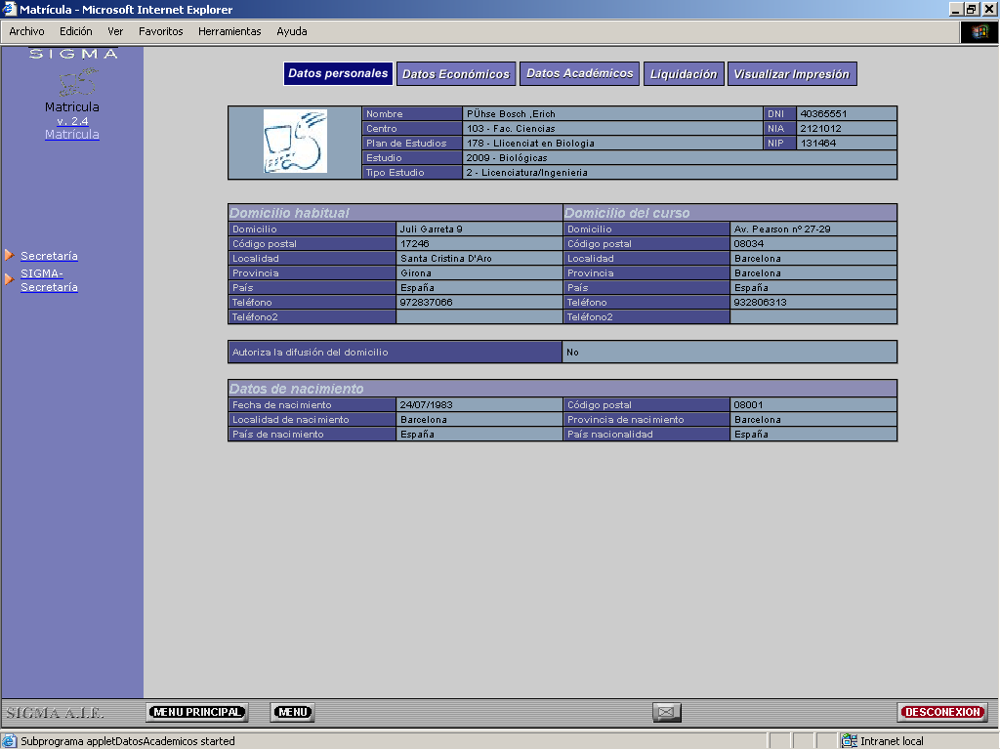 Matrícula - Microsoft Internet Explorer
Archivo Edición Ver Favoritos Herramientas Ayuda
SIGMA
Matricula
v. 2.4
Matrícula
Secretaría
SIGMA-
Secretaría
Datos personales Datos Económicos Datos Académicos Liquidación Visualizar Impresión
Nombre PÜhse Bosch ,Erich DNI 40365551
Centro 103 - Fac. Ciencias NIA 2121012
Plan de Estudios 178 - Llicenciat en Biologia NIP 131464
Estudio 2009 - Biológicas
Tipo Estudio 2 - Licenciatura/Ingenieria
Domicilio habitual Domicilio del curso
Domicilio Juli Garreta 9 Domicilio Av. Pearson nº 27-29
Código postal 17246 Código postal 08034
Localidad Santa Cristina D'Aro Localidad Barcelona
Provincia Girona Provincia Barcelona
País España País España
Teléfono 972837066 Teléfono 932806313
Teléfono2 Teléfono2
Autoriza la difusión del domicilio No
Datos de nacimiento
Fecha de nacimiento 24/07/1983 Código postal 08001
Localidad de nacimiento Barcelona Provincia de nacimiento Barcelona
País de nacimiento España País nacionalidad España
SIGMA A.I.E. MENU PRINCIPAL MENU DESCONEXION
Subprograma appletDatosAcademicos started Intranet local